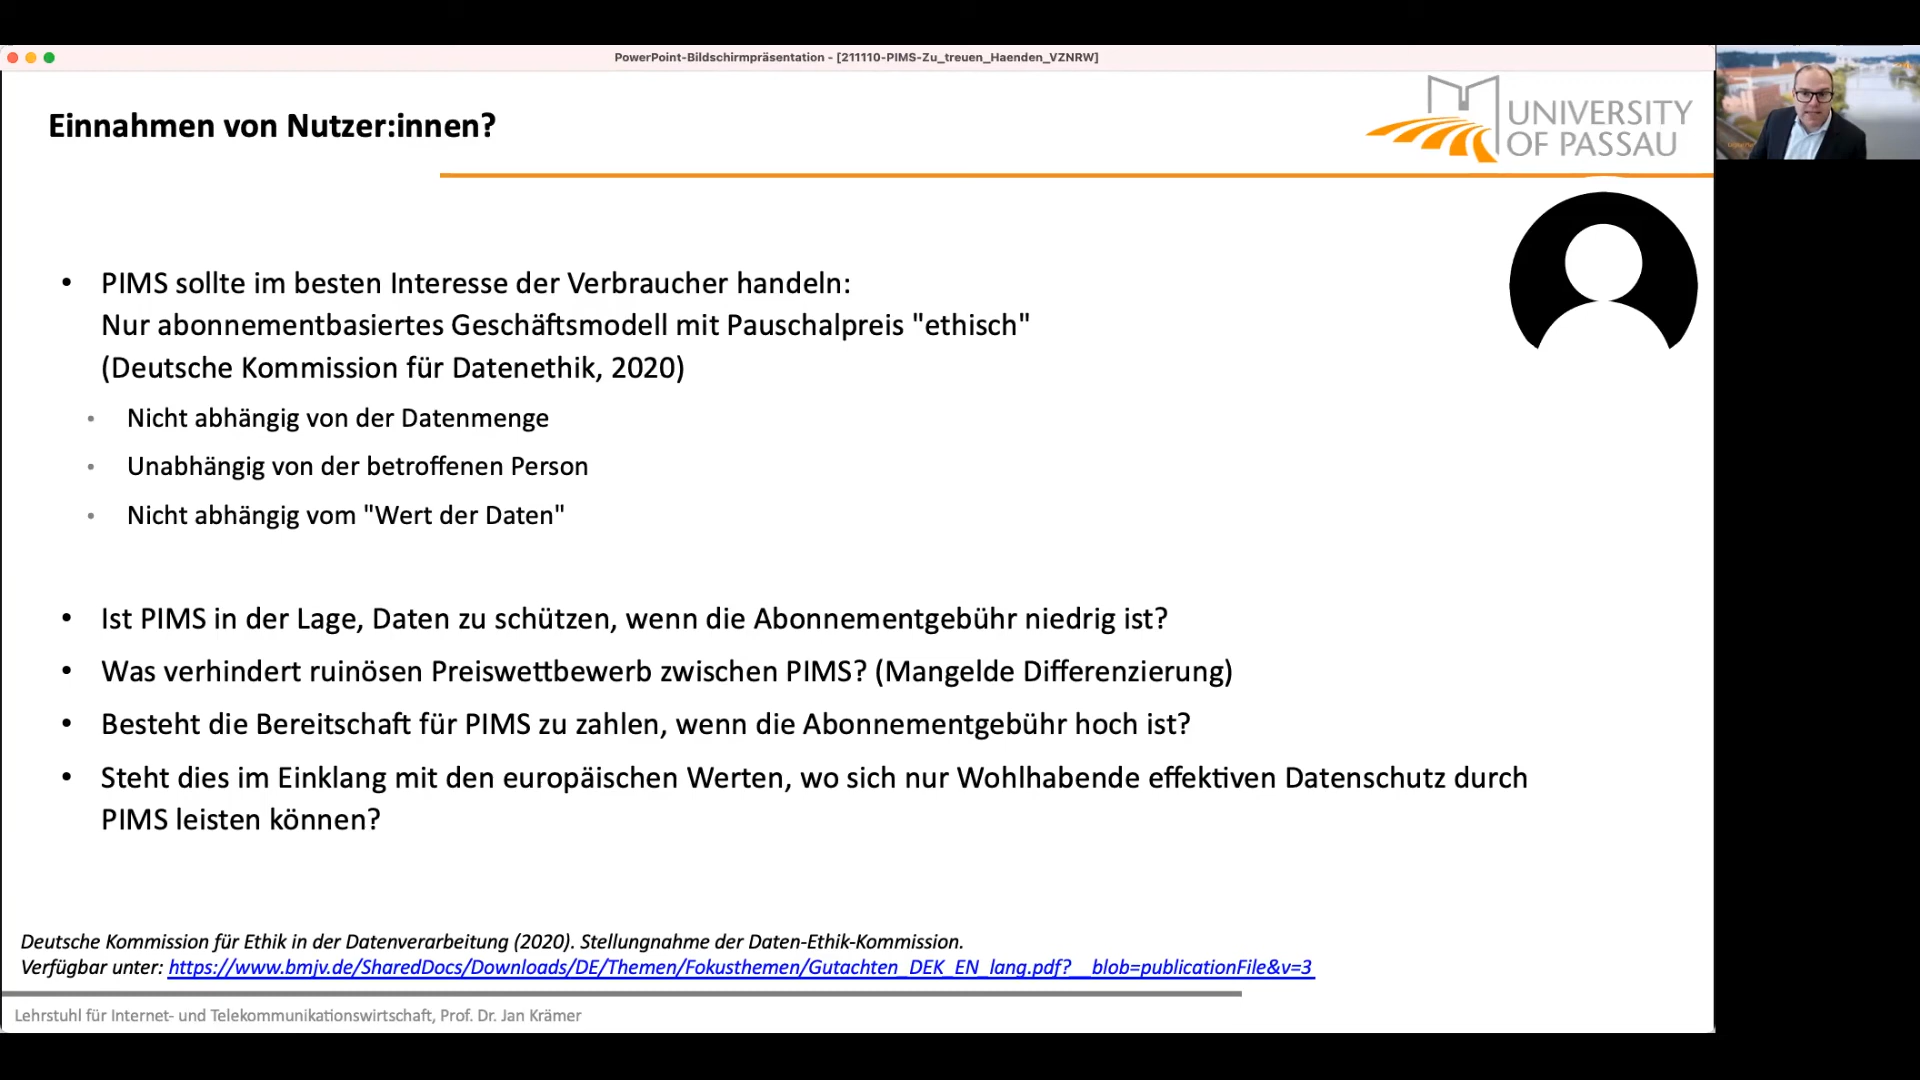 PowerPoint-Bildschirmpräsentation - [211110-PIMS-Zu_treuen_Haenden_VZNRW]
Einnahmen von Nutzer:innen?
UNIVERSITY
OF PASSAU
• PIMS sollte im besten Interesse der Verbraucher handeln:
Nur abonnementbasiertes Geschäftsmodell mit Pauschalpreis "ethisch"
(Deutsche Kommission für Datenethik, 2020)
• Nicht abhängig von der Datenmenge
• Unabhängig von der betroffenen Person
• Nicht abhängig vom "Wert der Daten"
• Ist PIMS in der Lage, Daten zu schützen, wenn die Abonnementgebühr niedrig ist?
• Was verhindert ruinösen Preiswettbewerb zwischen PIMS? (Mangelde Differenzierung)
• Besteht die Bereitschaft für PIMS zu zahlen, wenn die Abonnementgebühr hoch ist?
• Steht dies im Einklang mit den europäischen Werten, wo sich nur Wohlhabende effektiven Datenschutz durch
PIMS leisten können?
Deutsche Kommission für Ethik in der Datenverarbeitung (2020). Stellungnahme der Daten-Ethik-Kommission.
Verfügbar unter: https://www.bmjv.de/SharedDocs/Downloads/DE/Themen/Fokusthemen/Gutachten_DEK_EN_lang.pdf?__blob=publicationFile&v=3
Lehrstuhl für Internet- und Telekommunikationswirtschaft, Prof. Dr. Jan Krämer